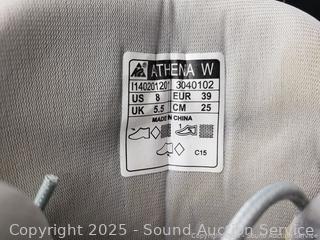 ATHENA W
I140201201 3040102
US 8 EUR 39
UK 5.5 CM 25
MADE IN CHINA
C15
Copyright 2025 - Sound Auction Service